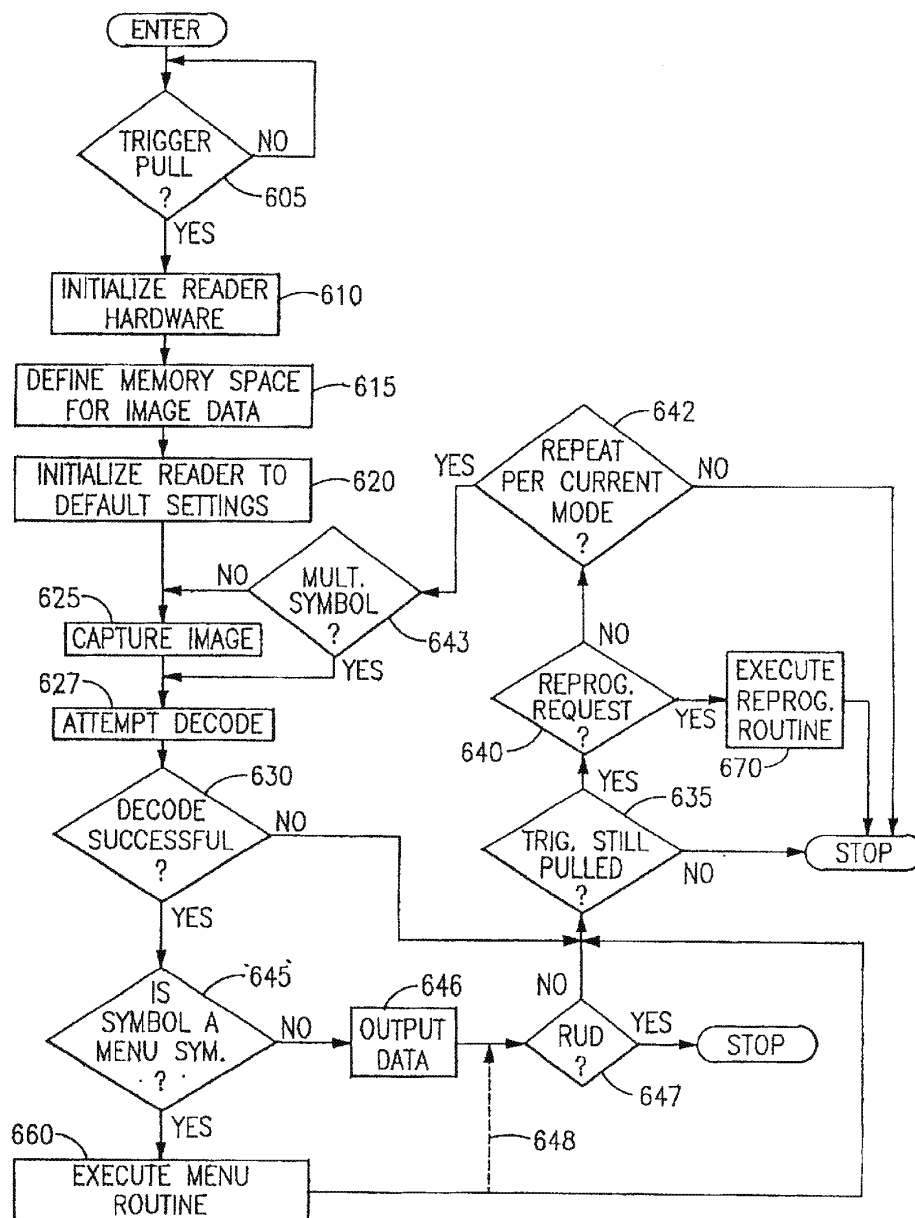 ENTER
TRIGGER
PULL
?
NO
605
YES
INITIALIZE READER
HARDWARE
610
DEFINE MEMORY SPACE
FOR IMAGE DATA
615
INITIALIZE READER TO
DEFAULT SETTINGS
620
625
CAPTURE IMAGE
627
ATTEMPT DECODE
630
DECODE
SUCCESSFUL
?
NO
YES
645
IS
SYMBOL A
MENU SYM.
?
NO
YES
660
EXECUTE MENU
ROUTINE
646
OUTPUT
DATA
RUD
?
647
NO
YES
STOP
648
635
TRIG. STILL
PULLED
?
YES
NO
STOP
REPROG.
REQUEST
?
640
NO
YES
EXECUTE
REPROG.
ROUTINE
670
642
REPEAT
PER CURRENT
MODE
?
YES
NO
MULT.
SYMBOL
?
643
NO
YES